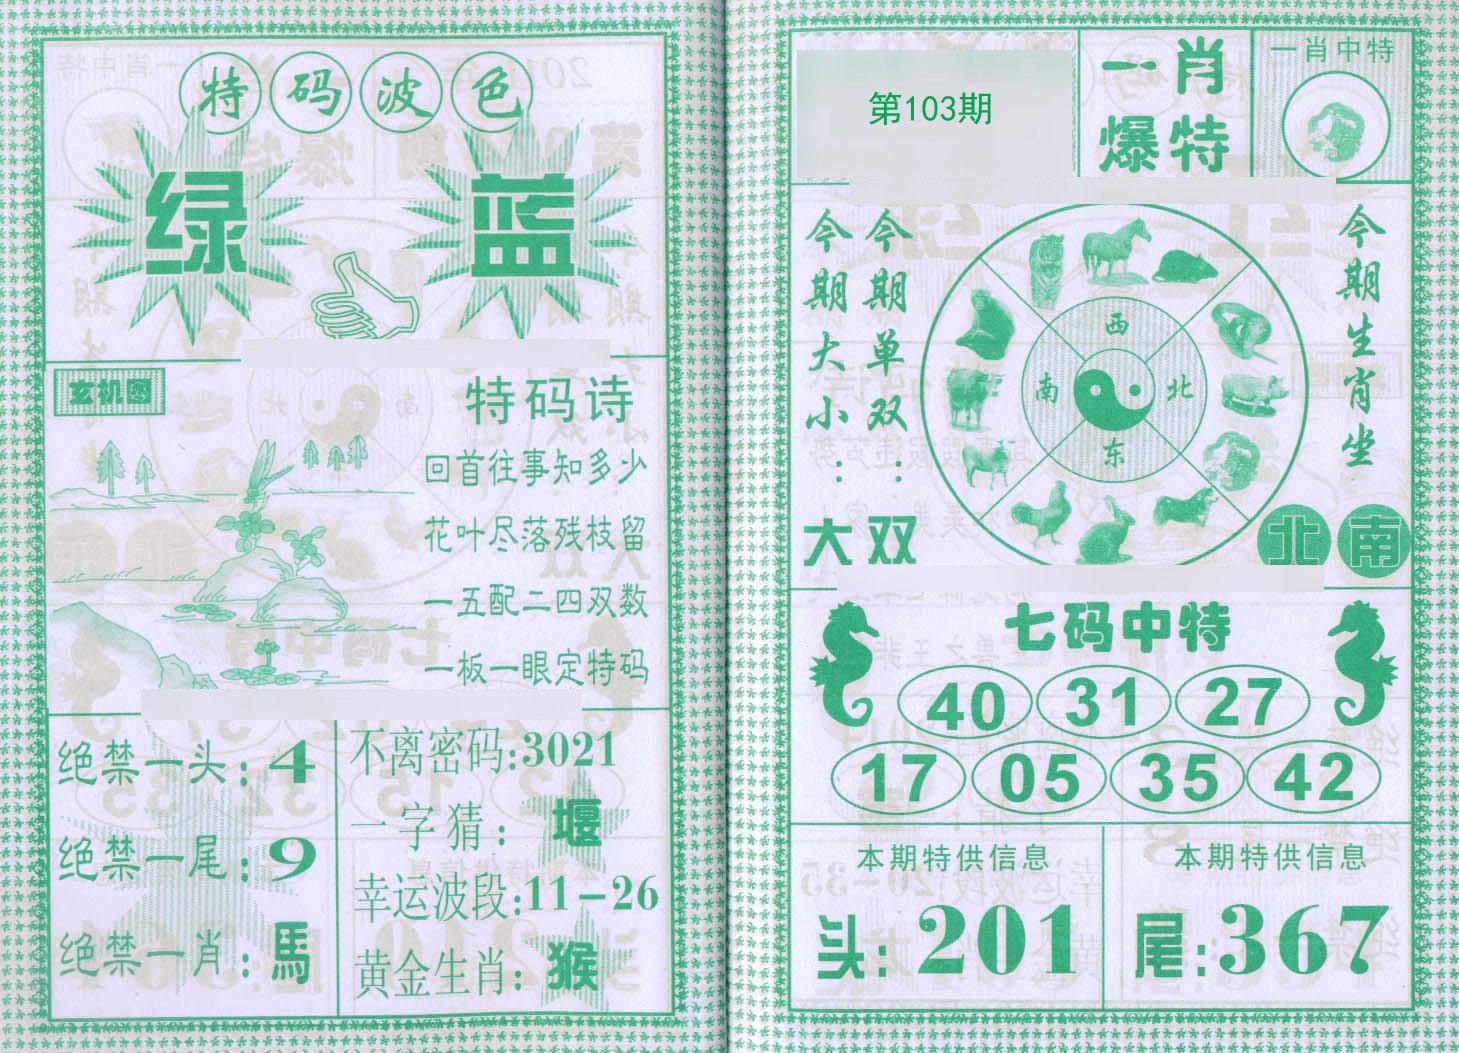 特码波色
绿 蓝
玄机图
特码诗
回首往事知多少
花叶尽落残枝留
一五配二四双数
一板一眼定特码
绝禁一头:4
绝禁一尾:9
绝禁一肖:馬
不离密码:3021
一字猜:堰
幸运波段:11-26
黄金生肖:猴
第103期
一肖
爆特
一肖中特
今期大小:大
今期单双:双
西
南 北
东
今期生肖坐
北 南
七码中特
40 31 27
17 05 35 42
本期特供信息
头:201
本期特供信息
尾:367